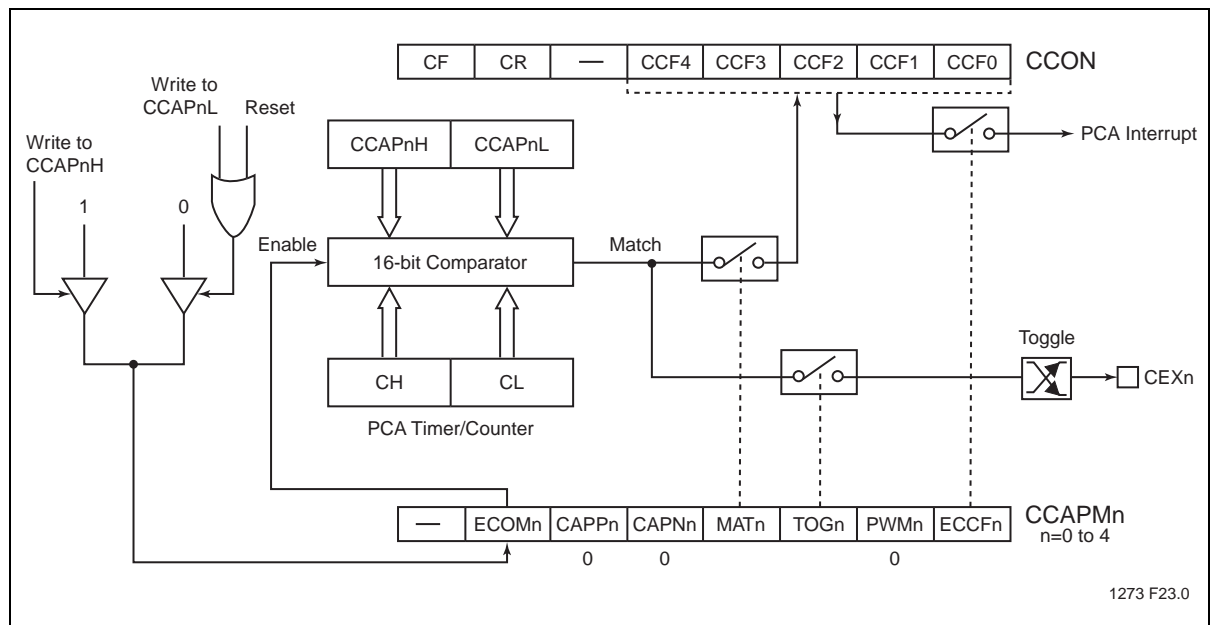 CF CR — CCF4 CCF3 CCF2 CCF1 CCF0 CCON
Write to
CCAPnL
Reset
Write to
CCAPnH
CCAPnH CCAPnL
PCA Interrupt
1 0
Enable
16-bit Comparator
Match
Toggle
CH CL
CEXn
PCA Timer/Counter
— ECOMn CAPPn CAPNn MATn TOGn PWMn ECCFn CCAPMn
n=0 to 4
0 0 0
1273 F23.0